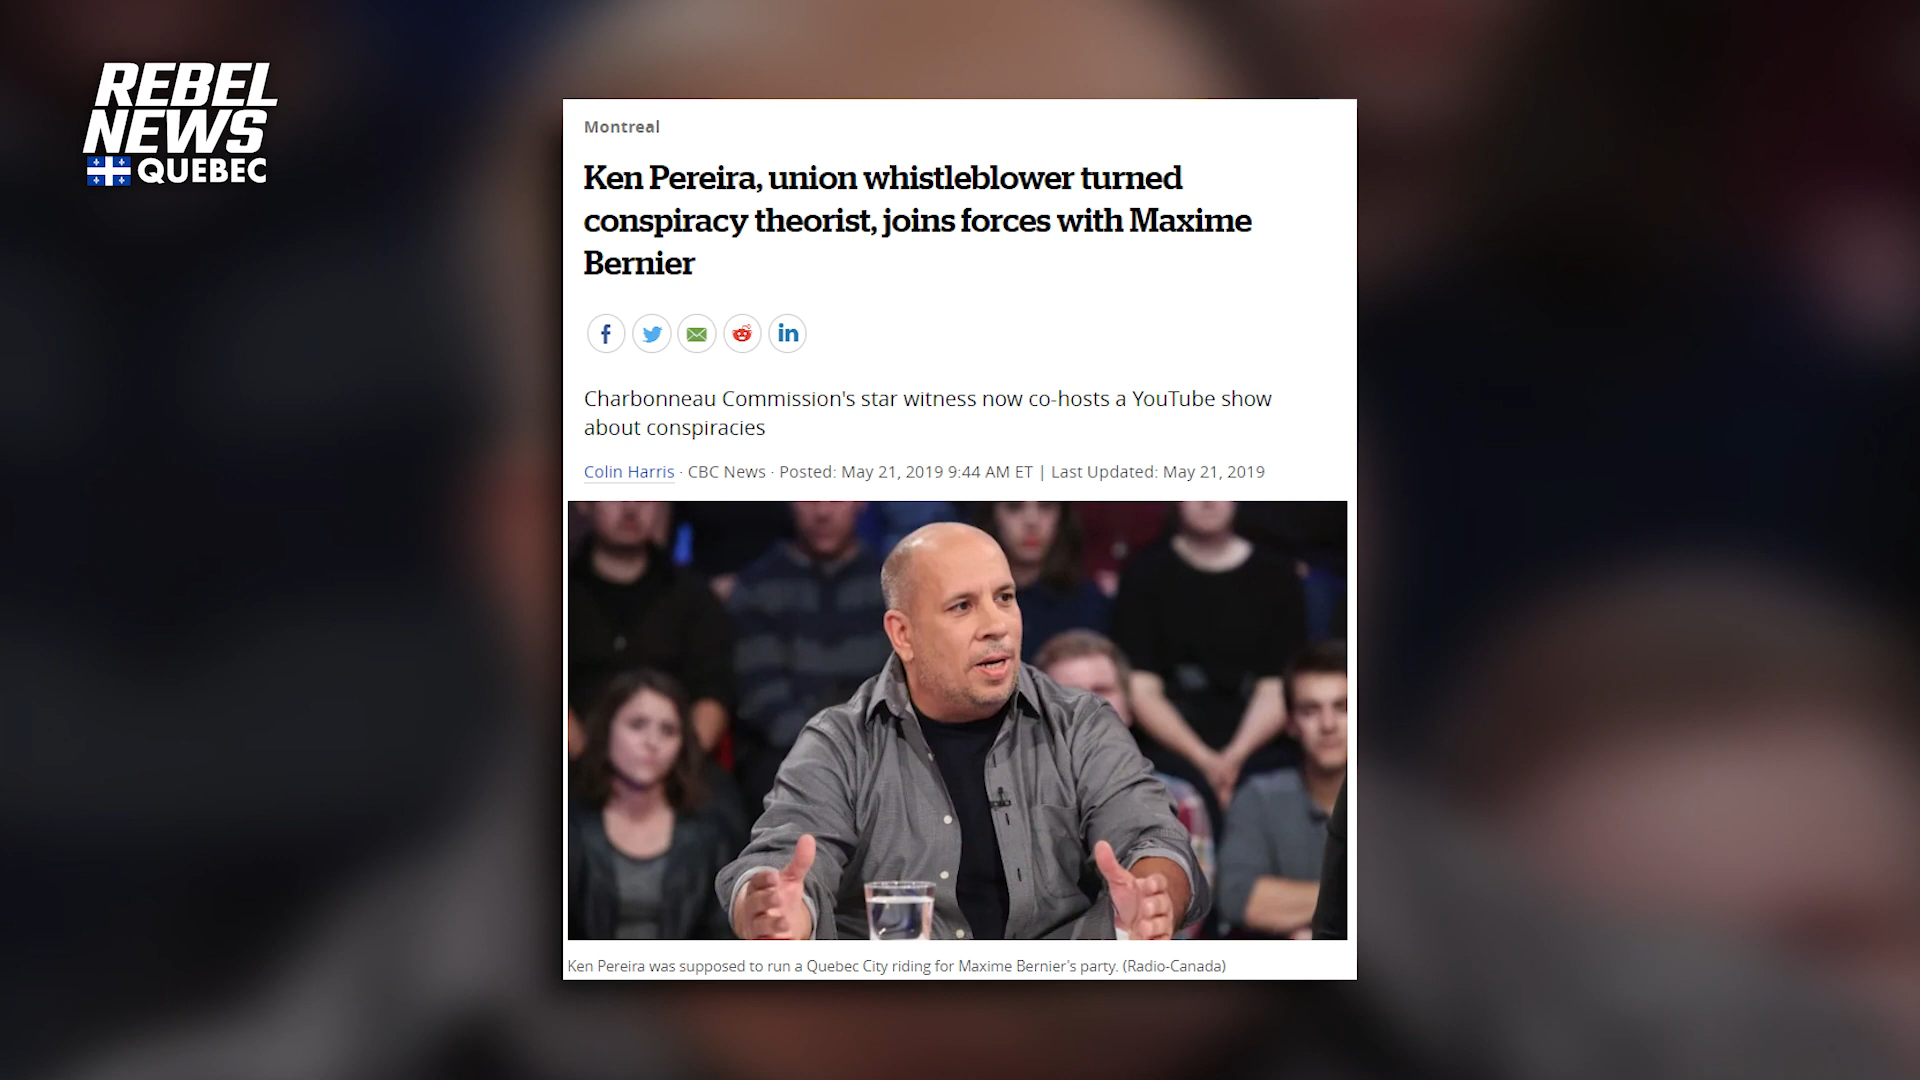 REBEL
NEWS
QUEBEC
Montreal
Ken Pereira, union whistleblower turned
conspiracy theorist, joins forces with Maxime
Bernier
Charbonneau Commission's star witness now co-hosts a YouTube show
about conspiracies
Colin Harris · CBC News · Posted: May 21, 2019 9:44 AM ET | Last Updated: May 21, 2019
Ken Pereira was supposed to run a Quebec City riding for Maxime Bernier's party. (Radio-Canada)